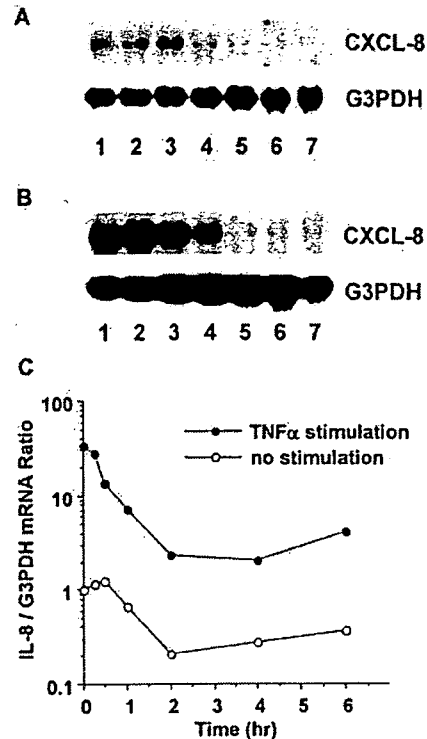 A
CXCL-8
G3PDH
1 2 3 4 5 6 7
B
CXCL-8
G3PDH
1 2 3 4 5 6 7
C
100
10
1
0.1
IL-8 / G3PDH mRNA Ratio
TNFα stimulation
no stimulation
0 1 2 3 4 5 6
Time (hr)